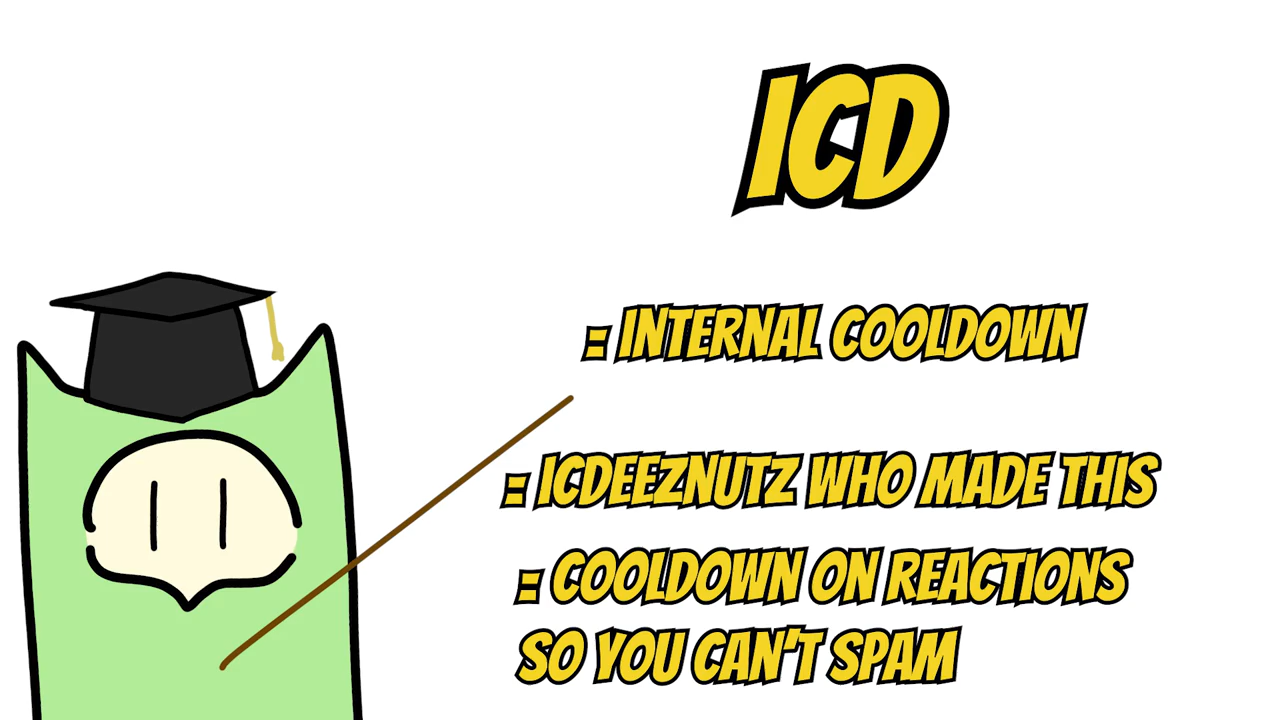 ICD
= INTERNAL COOLDOWN
= ICDEEZNUTZ WHO MADE THIS
= COOLDOWN ON REACTIONS
SO YOU CAN'T SPAM